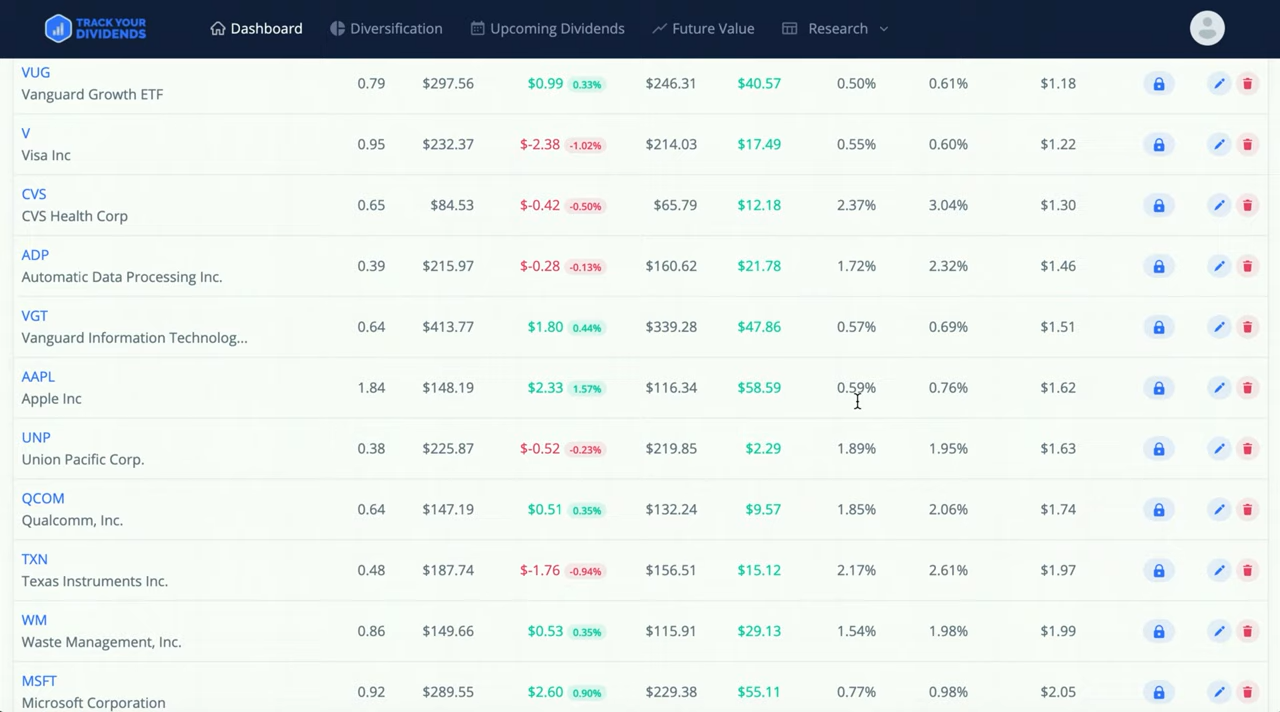 TRACK YOUR
DIVIDENDS
Dashboard Diversification Upcoming Dividends Future Value Research
VUG
Vanguard Growth ETF
0.79 $297.56 $0.99 0.33% $246.31 $40.57 0.50% 0.61% $1.18
V
Visa Inc
0.95 $232.37 $-2.38 -1.02% $214.03 $17.49 0.55% 0.60% $1.22
CVS
CVS Health Corp
0.65 $84.53 $-0.42 -0.50% $65.79 $12.18 2.37% 3.04% $1.30
ADP
Automatic Data Processing Inc.
0.39 $215.97 $-0.28 -0.13% $160.62 $21.78 1.72% 2.32% $1.46
VGT
Vanguard Information Technolog...
0.64 $413.77 $1.80 0.44% $339.28 $47.86 0.57% 0.69% $1.51
AAPL
Apple Inc
1.84 $148.19 $2.33 1.57% $116.34 $58.59 0.59% 0.76% $1.62
UNP
Union Pacific Corp.
0.38 $225.87 $-0.52 -0.23% $219.85 $2.29 1.89% 1.95% $1.63
QCOM
Qualcomm, Inc.
0.64 $147.19 $0.51 0.35% $132.24 $9.57 1.85% 2.06% $1.74
TXN
Texas Instruments Inc.
0.48 $187.74 $-1.76 -0.94% $156.51 $15.12 2.17% 2.61% $1.97
WM
Waste Management, Inc.
0.86 $149.66 $0.53 0.35% $115.91 $29.13 1.54% 1.98% $1.99
MSFT
Microsoft Corporation
0.92 $289.55 $2.60 0.90% $229.38 $55.11 0.77% 0.98% $2.05